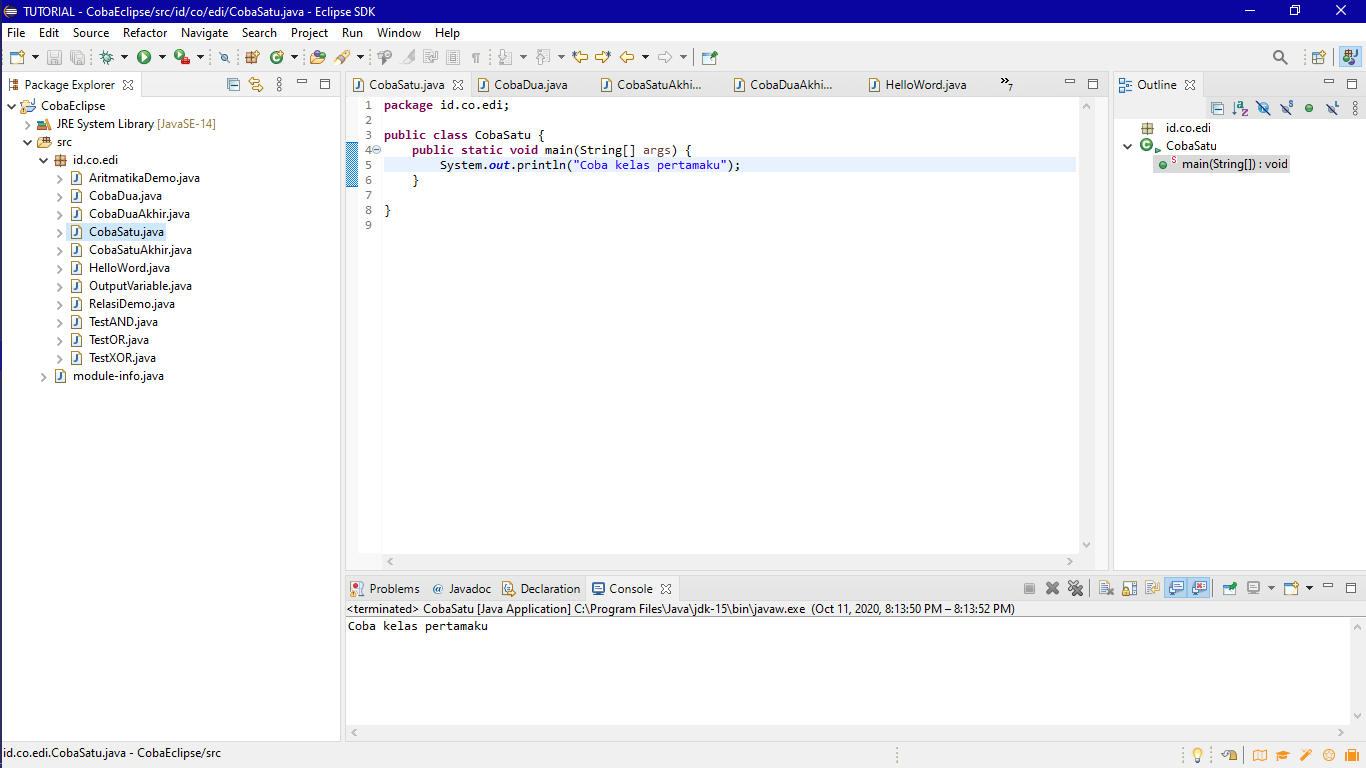 TUTORIAL - CobaEclipse/src/id/co/edi/CobaSatu.java - Eclipse SDK
File Edit Source Refactor Navigate Search Project Run Window Help
Package Explorer
CobaEclipse
JRE System Library [JavaSE-14]
src
id.co.edi
AritmatikaDemo.java
CobaDua.java
CobaDuaAkhir.java
CobaSatu.java
CobaSatuAkhir.java
HelloWord.java
OutputVariable.java
RelasiDemo.java
TestAND.java
TestOR.java
TestXOR.java
module-info.java
CobaSatu.java CobaDua.java CobaSatuAkhi... CobaDuaAkhi... HelloWord.java »7
1 package id.co.edi;
2
3 public class CobaSatu {
4 public static void main(String[] args) {
5 System.out.println("Coba kelas pertamaku");
6 }
7
8 }
9
Outline
id.co.edi
CobaSatu
main(String[]) : void
Problems @ Javadoc Declaration Console
<terminated> CobaSatu [Java Application] C:\Program Files\Java\jdk-15\bin\javaw.exe (Oct 11, 2020, 8:13:50 PM – 8:13:52 PM)
Coba kelas pertamaku
id.co.edi.CobaSatu.java - CobaEclipse/src